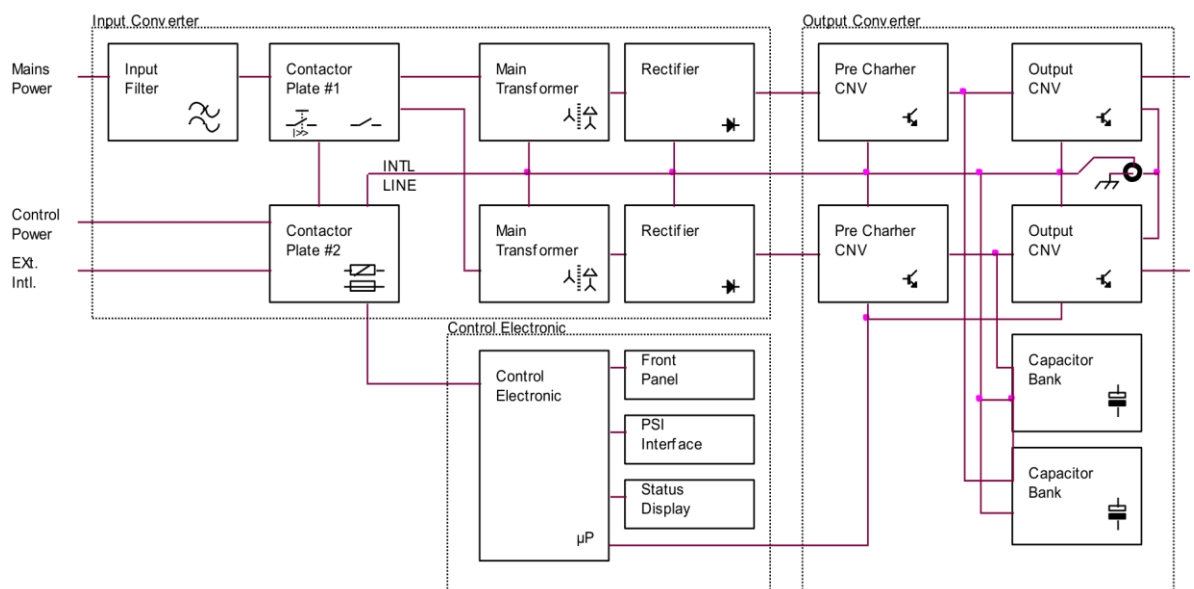 Input Converter
Output Converter
Mains
Power
Input
Filter
Contactor
Plate #1
|>>
Main
Transformer
Rectifier
Pre Charher
CNV
Output
CNV
INTL
LINE
Control
Power
EXt.
Intl.
Contactor
Plate #2
Main
Transformer
Rectifier
Pre Charher
CNV
Output
CNV
Control Electronic
Control
Electronic
µP
Front
Panel
PSI
Interface
Status
Display
Capacitor
Bank
Capacitor
Bank